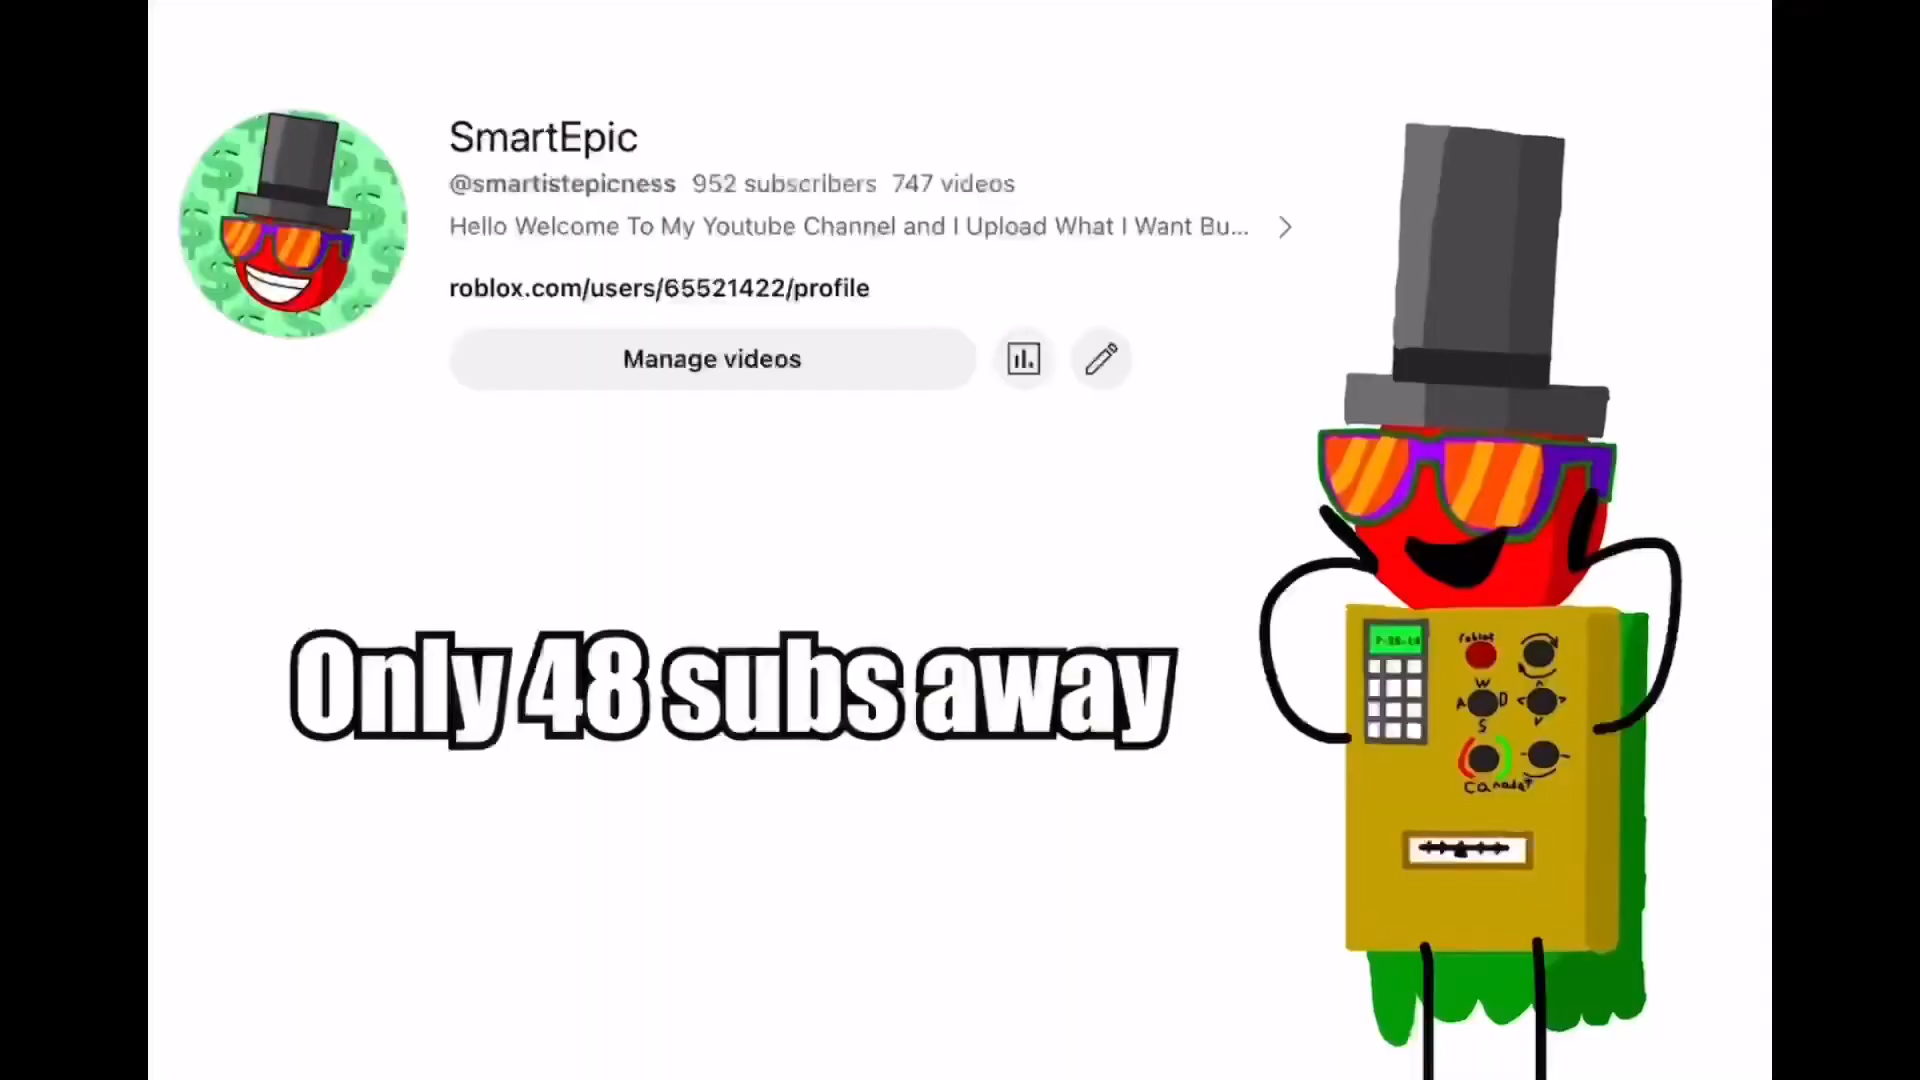 SmartEpic
@smartistepicness 952 subscribers 747 videos
Hello Welcome To My Youtube Channel and I Upload What I Want Bu...
roblox.com/users/65521422/profile
Manage videos
Only 48 subs away
W
A D
S